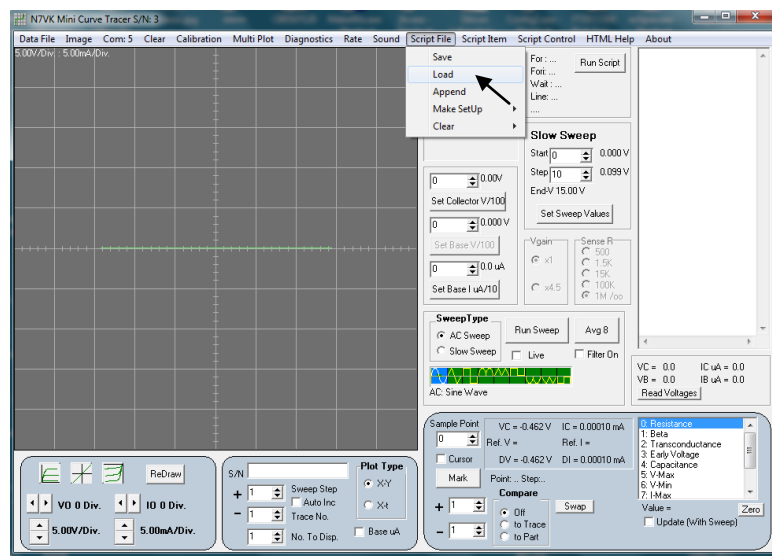 N7VK Mini Curve Tracer S/N: 3
Data File Image Com: 5 Clear Calibration Multi Plot Diagnostics Rate Sound Script File Script Item Script Control HTML Help About
5.00V/Div. : 5.00mA/Div.
Save
Load
Append
Make SetUp
Clear
For : ...
Fori: ...
Wait : ...
Line: ...
....
Run Script
Slow Sweep
Start 0 0.000 V
Step 10 0.099 V
End-V 15.00 V
Set Sweep Values
0 0.00V
Set Collector V/100
0 0.000 V
Set Base V/100
0 0.0 uA
Set Base I uA/10
Vgain
x1
x4.5
Sense R
500
1.5K
15K
100K
1M /oo
SweepType
AC Sweep
Slow Sweep
Run Sweep
Avg 8
Live
Filter On
AC: Sine Wave
VC = 0.0 IC uA = 0.0
VB = 0.0 IB uA = 0.0
Read Voltages
ReDraw
VO 0 Div. IO 0 Div.
5.00V/Div. 5.00mA/Div.
S/N
+ 1 Sweep Step
Auto Inc
- 1 Trace No.
1 No. To Disp.
Plot Type
X-Y
X-t
Base uA
Sample Point
0
Cursor
Mark
VC = -0.462 V IC = 0.00010 mA
Ref. V = Ref. I =
DV = -0.462 V DI = 0.00010 mA
Point: .. Step:..
+ 1
- 1
Compare
Off
to Trace
to Part
Swap
0: Resistance
1: Beta
2: Transconductance
3: Early Voltage
4: Capacitance
5: V-Max
6: V-Min
7: I-Max
Value =
Zero
Update (With Sweep)